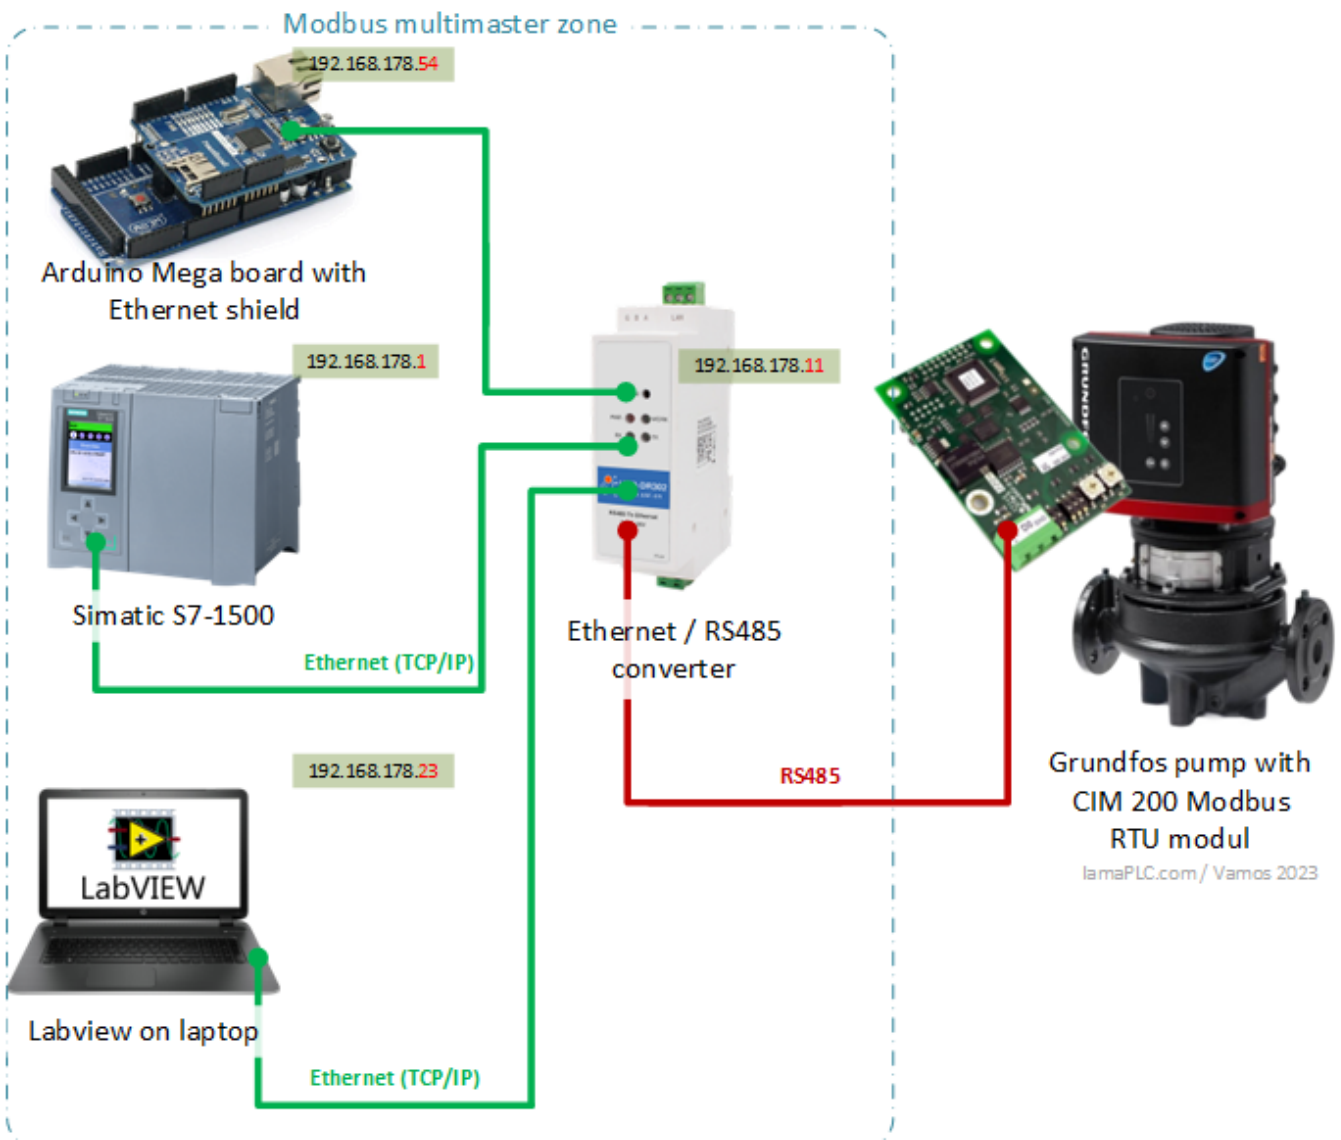 Modbus multimaster zone
192.168.178.54
Arduino Mega board with
Ethernet shield
192.168.178.1
Simatic S7-1500
Ethernet (TCP/IP)
192.168.178.23
LabVIEW
Labview on laptop
Ethernet (TCP/IP)
LAN
192.168.178.11
Ethernet / RS485
converter
RS485
GRUNDFOS
Grundfos pump with
CIM 200 Modbus
RTU modul
IamaPLC.com / Vamos 2023